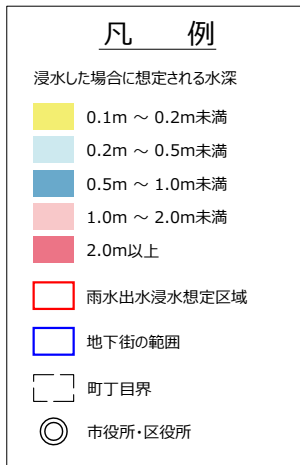 凡 例
浸水した場合に想定される水深
0.1m ～ 0.2m未満
0.2m ～ 0.5m未満
0.5m ～ 1.0m未満
1.0m ～ 2.0m未満
2.0m以上
雨水出水浸水想定区域
地下街の範囲
町丁目界
市役所・区役所